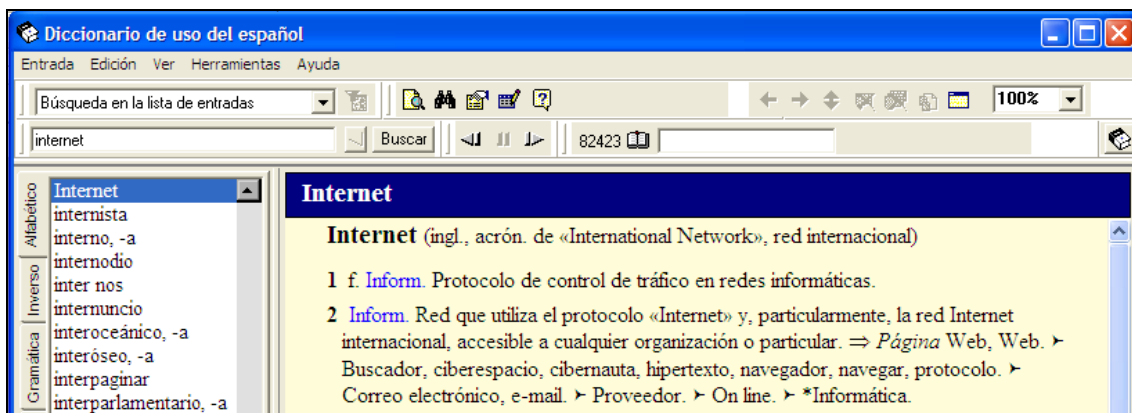 Diccionario de uso del español
Entrada Edición Ver Herramientas Ayuda
Búsqueda en la lista de entradas
100%
internet
Buscar
82423
Alfabético
Inverso
Gramática
Internet
internista
interno, -a
internodio
inter nos
internuncio
interoceánico, -a
interóseo, -a
interpaginar
interparlamentario, -a
Internet
Internet (ingl., acrón. de «International Network», red internacional)
1 f. Inform. Protocolo de control de tráfico en redes informáticas.
2 Inform. Red que utiliza el protocolo «Internet» y, particularmente, la red Internet
internacional, accesible a cualquier organización o particular. ⇒ Página Web, Web. ➢
Buscador, ciberespacio, cibernauta, hipertexto, navegador, navegar, protocolo. ➢
Correo electrónico, e-mail. ➢ Proveedor. ➢ On line. ➢ *Informática.